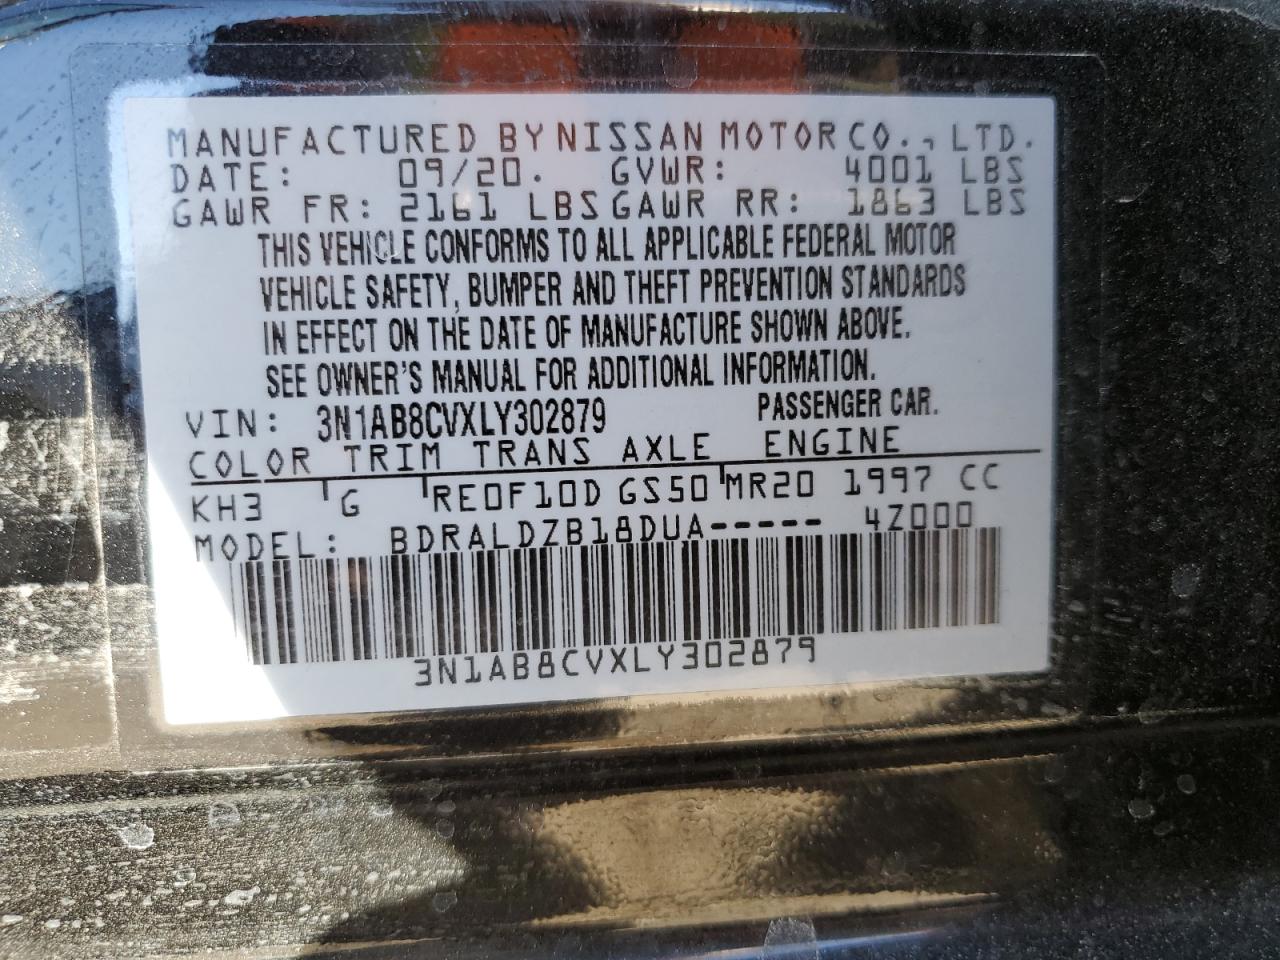 MANUFACTURED BY NISSAN MOTOR CO., LTD.
DATE: 09/20. GVWR: 4001 LBS
GAWR FR: 2161 LBS GAWR RR: 1863 LBS
THIS VEHICLE CONFORMS TO ALL APPLICABLE FEDERAL MOTOR
VEHICLE SAFETY, BUMPER AND THEFT PREVENTION STANDARDS
IN EFFECT ON THE DATE OF MANUFACTURE SHOWN ABOVE.
SEE OWNER'S MANUAL FOR ADDITIONAL INFORMATION.
VIN: 3N1AB8CVXLY302879 PASSENGER CAR.
COLOR TRIM TRANS AXLE ENGINE
KH3 G RE0F10D GS50 MR20 1997 CC
MODEL: BDRALDZB18DUA----- 4Z000
3N1AB8CVXLY302879